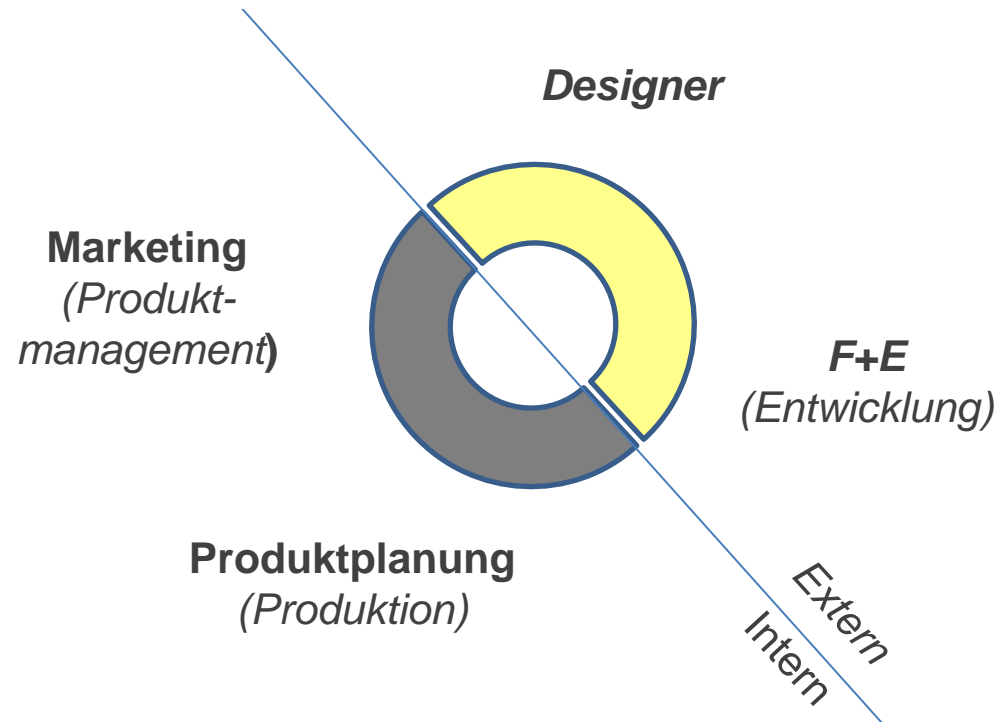 Designer
Marketing
(Produkt-
management)
F+E
(Entwicklung)
Produktplanung
(Produktion)
Extern
Intern